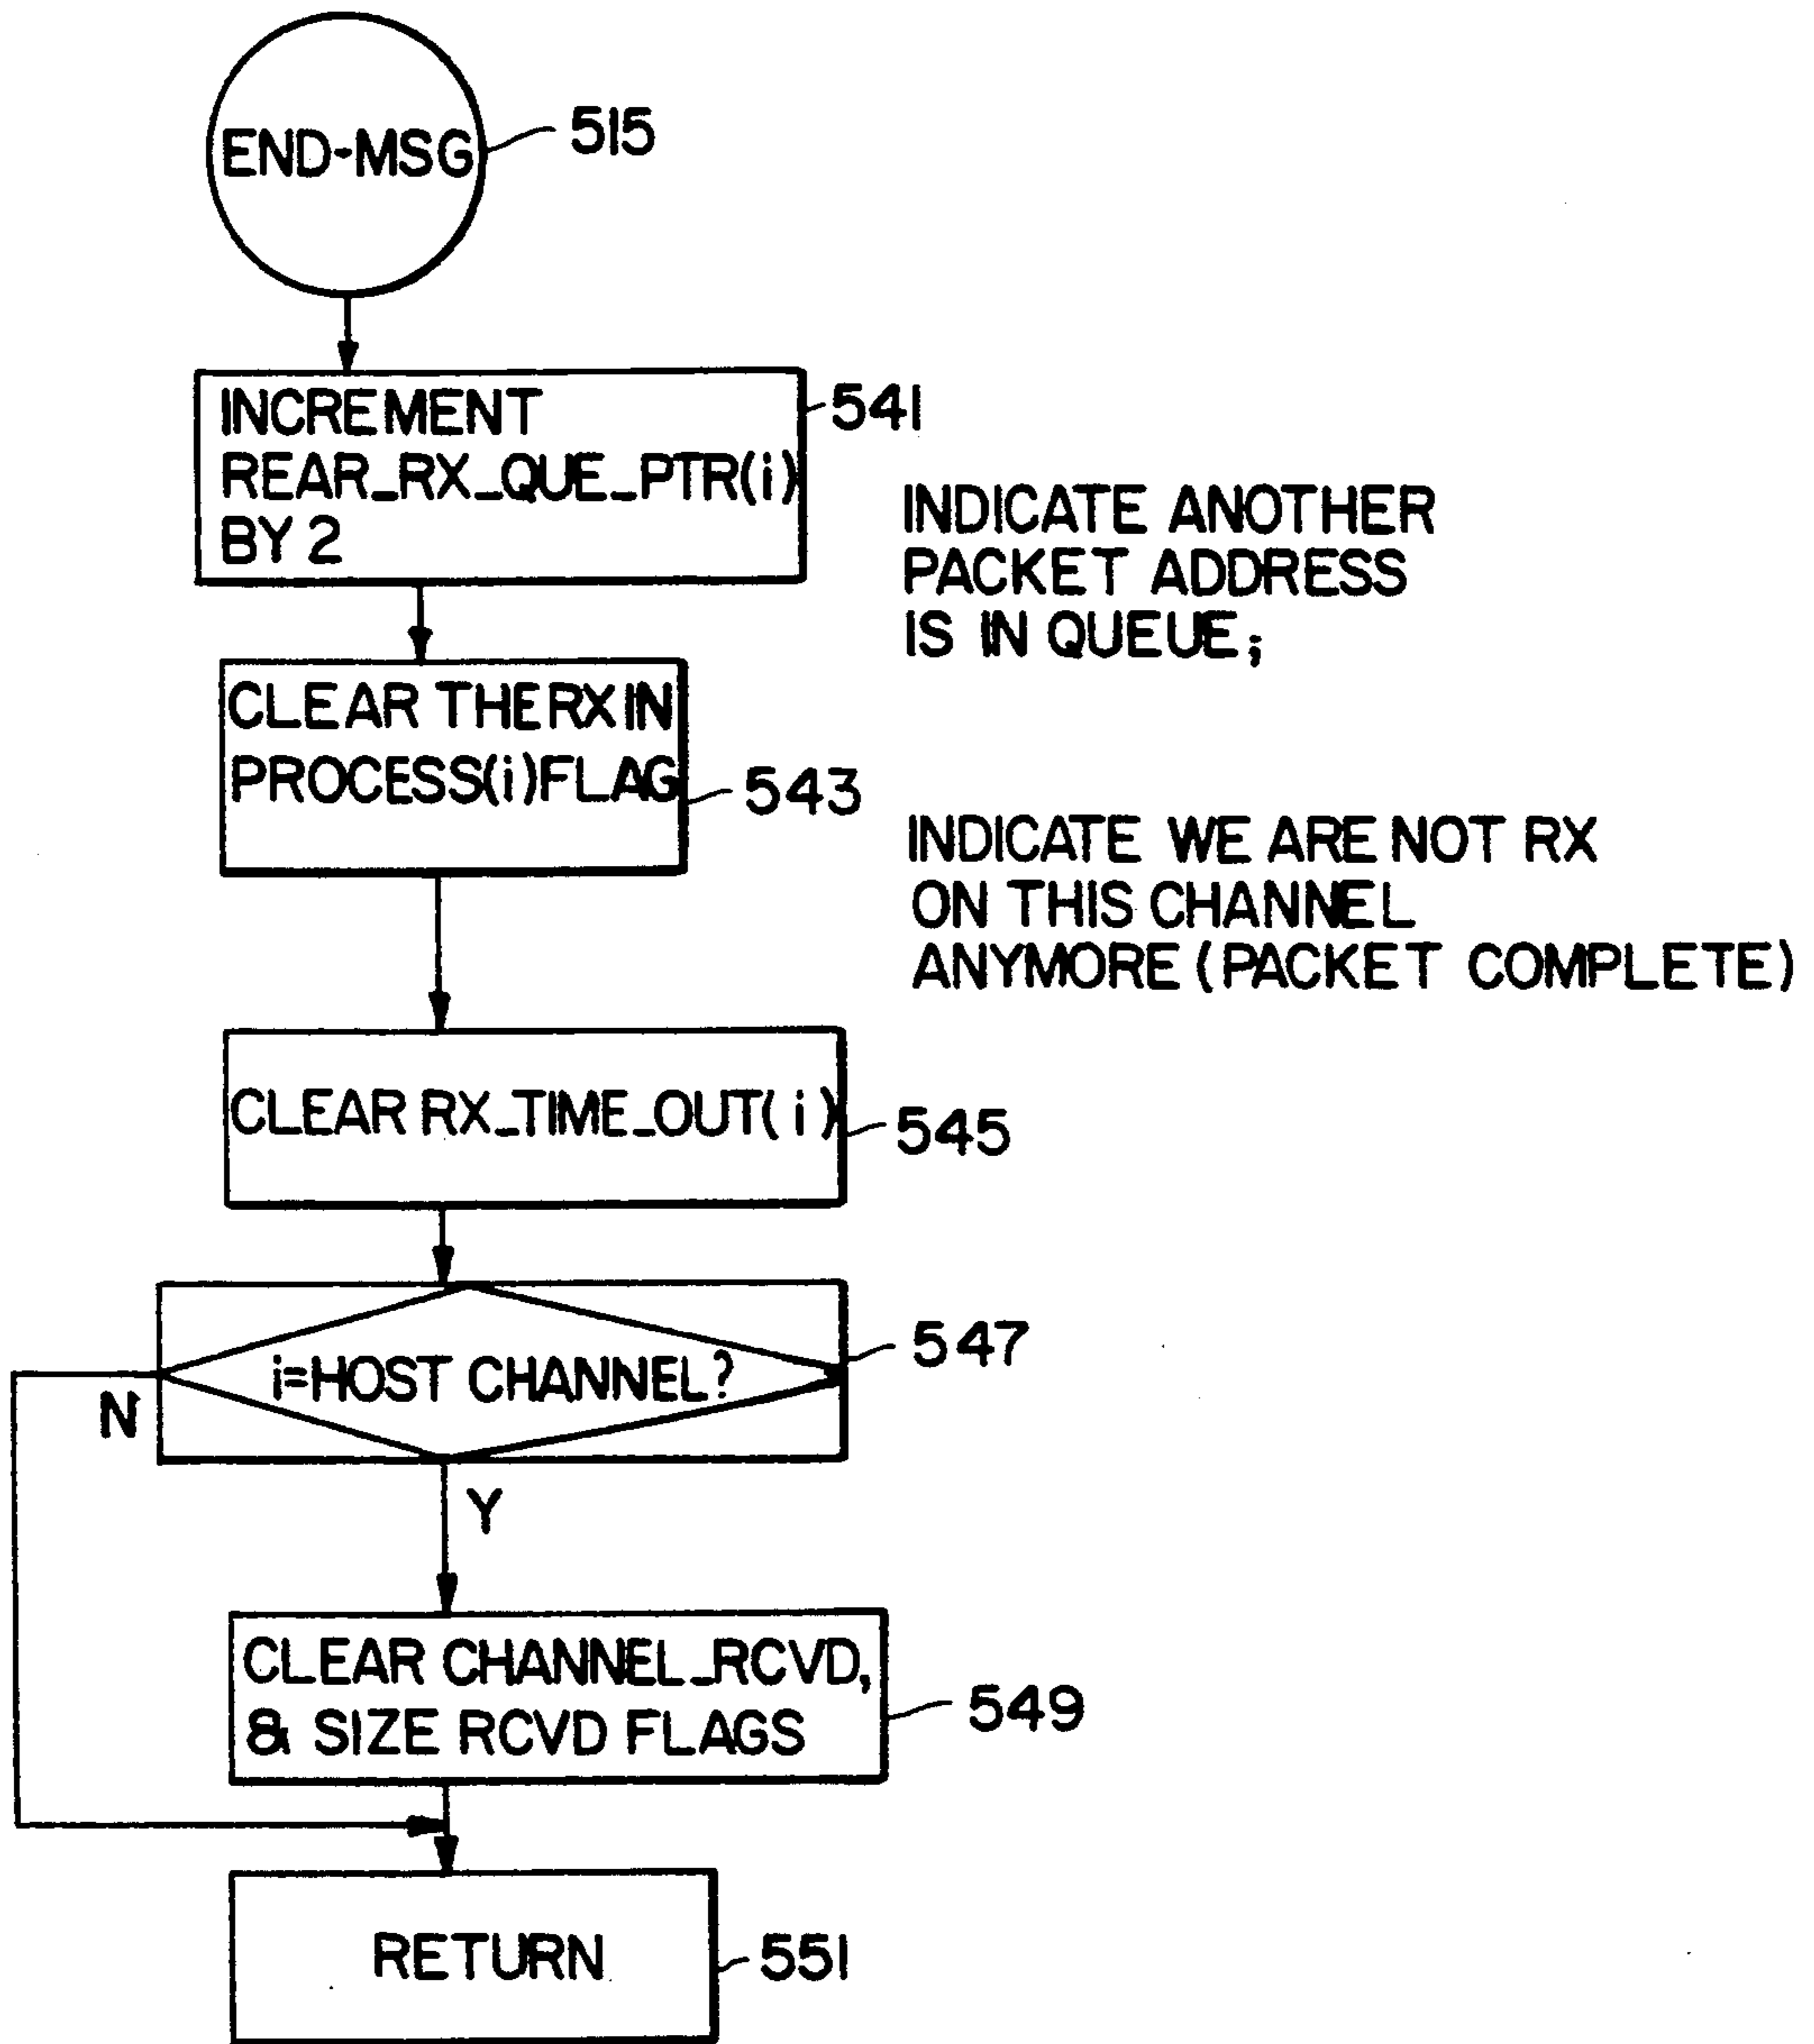 END-MSG
515
INCREMENT
REAR_RX_QUE_PTR(i)
BY 2
541
INDICATE ANOTHER
PACKET ADDRESS
IS IN QUEUE;
CLEAR THERX IN
PROCESS(i)FLAG
543
INDICATE WE ARE NOT RX
ON THIS CHANNEL
ANYMORE (PACKET COMPLETE)
CLEAR RX_TIME_OUT(i)
545
i=HOST CHANNEL?
547
N
Y
CLEAR CHANNEL_RCVD,
& SIZE RCVD FLAGS
549
RETURN
551